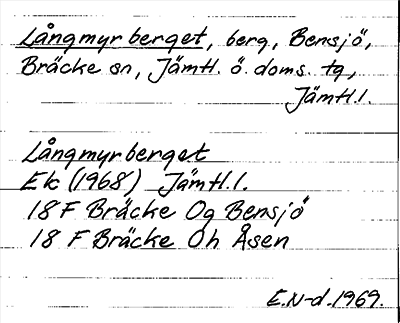 Långmyrberget, berg, Bensjö,
Bräcke sn, Jämtl. ö. doms. tg,
Jämtl.l.
Långmyrberget
Ek (1968) Jämtl.l.
18 F Bräcke Og Bensjö
18 F Bräcke Oh Åsen
E.N-d.1969.